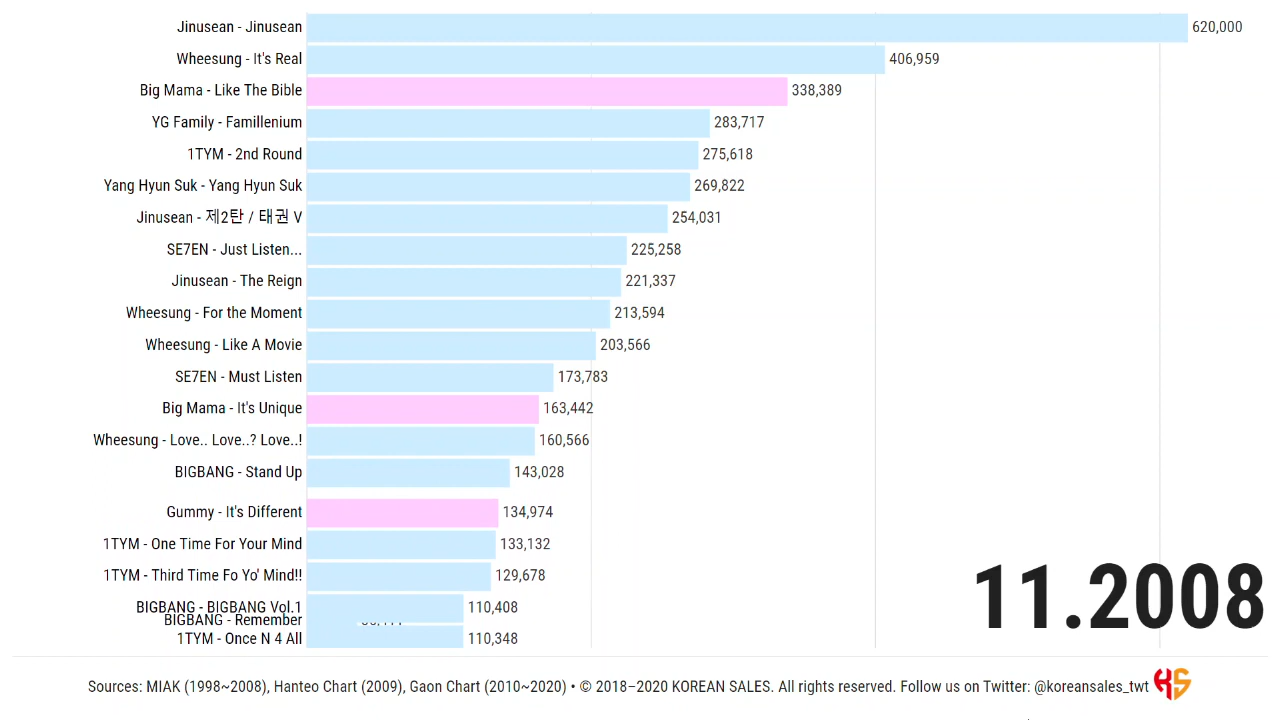 Jinusean - Jinusean 620,000
Wheesung - It's Real 406,959
Big Mama - Like The Bible 338,389
YG Family - Famillenium 283,717
1TYM - 2nd Round 275,618
Yang Hyun Suk - Yang Hyun Suk 269,822
Jinusean - 제2탄 / 태권 V 254,031
SE7EN - Just Listen... 225,258
Jinusean - The Reign 221,337
Wheesung - For the Moment 213,594
Wheesung - Like A Movie 203,566
SE7EN - Must Listen 173,783
Big Mama - It's Unique 163,442
Wheesung - Love.. Love..? Love..! 160,566
BIGBANG - Stand Up 143,028
Gummy - It's Different 134,974
1TYM - One Time For Your Mind 133,132
1TYM - Third Time Fo Yo' Mind!! 129,678
BIGBANG - BIGBANG Vol.1 110,408
BIGBANG - Remember
1TYM - Once N 4 All 110,348
11.2008
Sources: MIAK (1998~2008), Hanteo Chart (2009), Gaon Chart (2010~2020) • © 2018–2020 KOREAN SALES. All rights reserved. Follow us on Twitter: @koreansales_twt KS